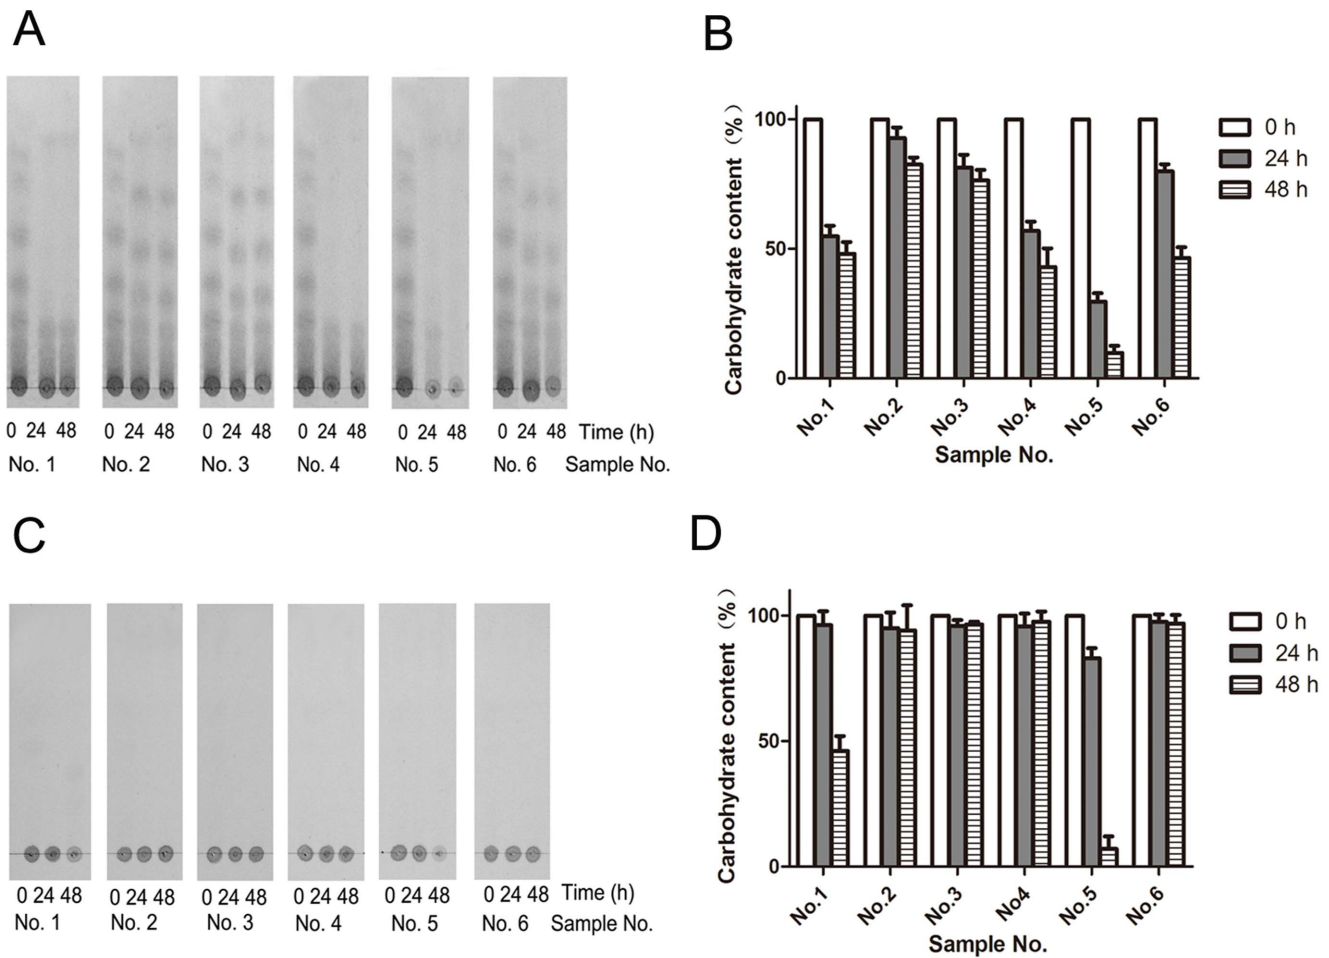 A
0 24 48 0 24 48 0 24 48 0 24 48 0 24 48 0 24 48 Time (h)
No. 1 No. 2 No. 3 No. 4 No. 5 No. 6 Sample No.
B
Carbohydrate content (%)
100
50
0
No.1 No.2 No.3 No.4 No.5 No.6
Sample No.
0 h
24 h
48 h
C
0 24 48 0 24 48 0 24 48 0 24 48 0 24 48 0 24 48 Time (h)
No. 1 No. 2 No. 3 No. 4 No. 5 No. 6 Sample No.
D
Carbohydrate content (%)
100
50
0
No.1 No.2 No.3 No4 No.5 No.6
Sample No.
0 h
24 h
48 h